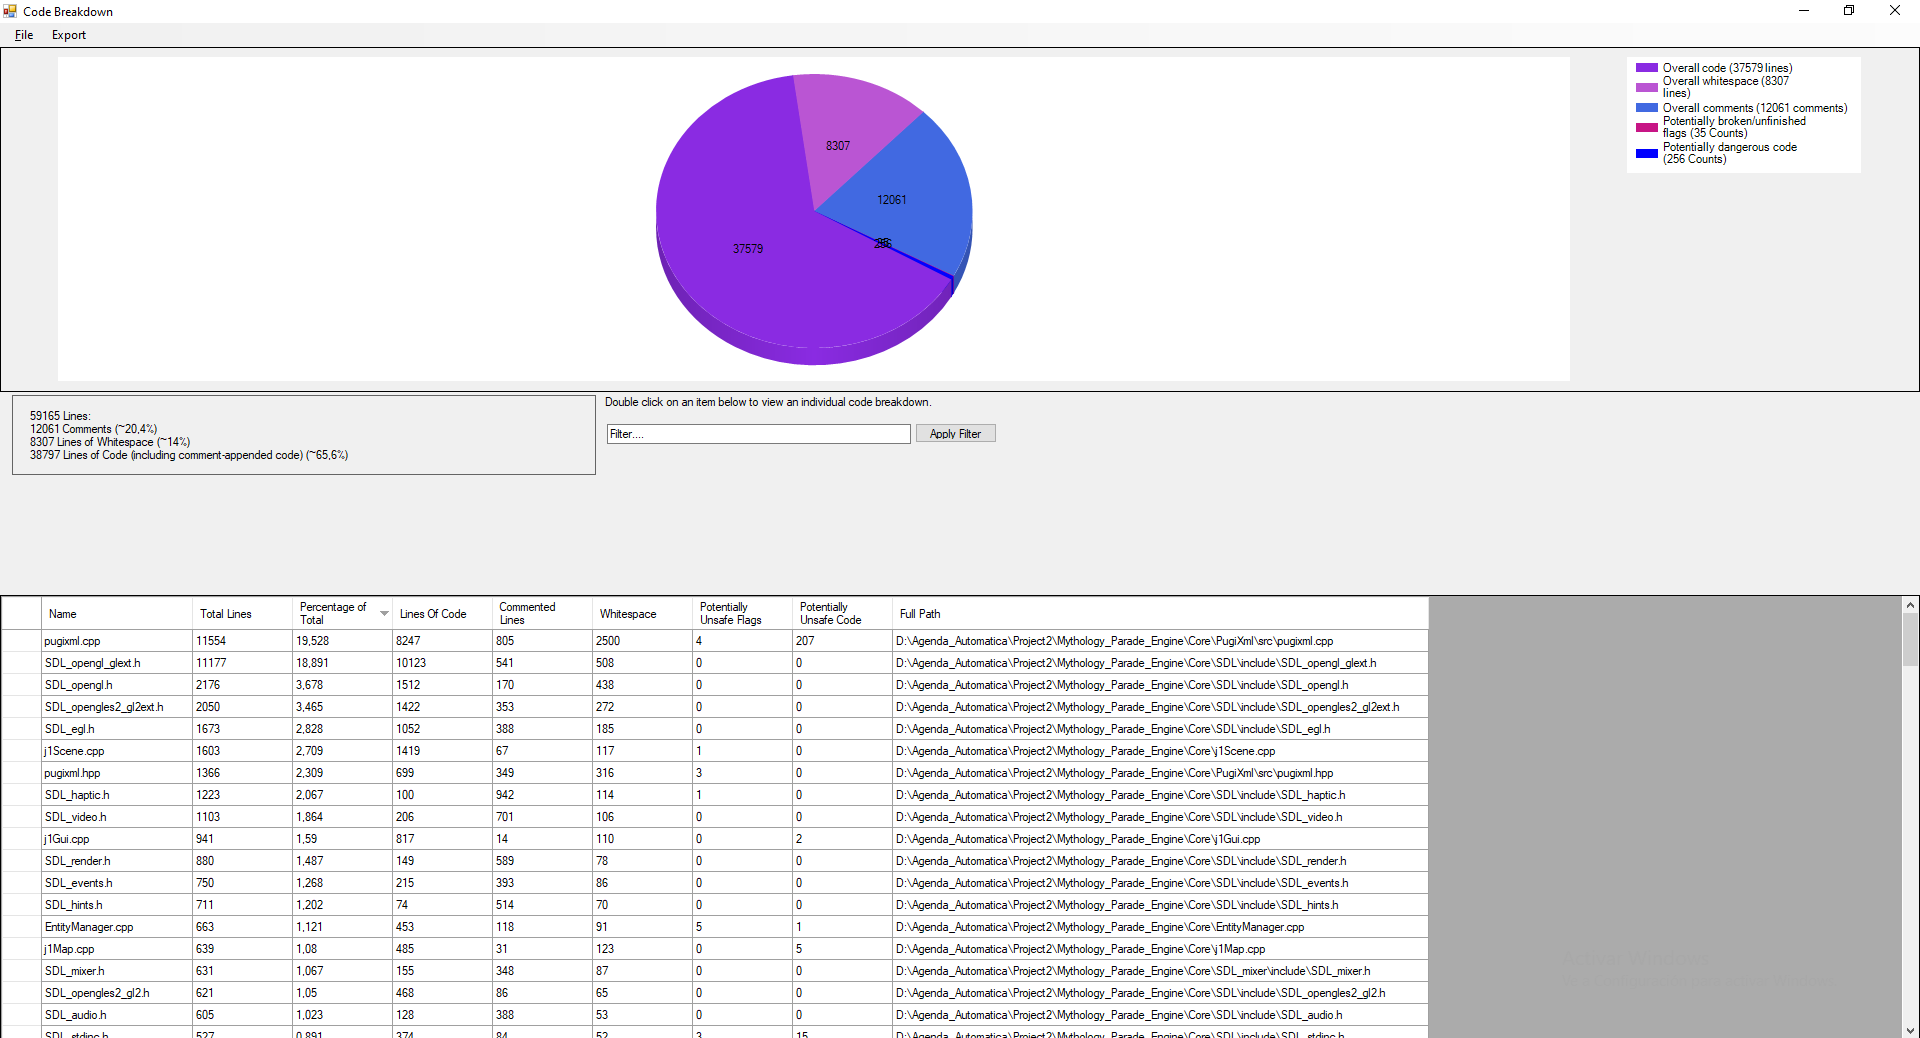 Code Breakdown
File Export
Overall code (37579 lines)
Overall whitespace (8307
lines)
Overall comments (12061 comments)
Potentially broken/unfinished
flags (35 Counts)
Potentially dangerous code
(256 Counts)
8307
12061
37579
59165 Lines:
12061 Comments (~20,4%)
8307 Lines of Whitespace (~14%)
38797 Lines of Code (including comment-appended code) (~65,6%)
Double click on an item below to view an individual code breakdown.
Filter.... Apply Filter
Name Total Lines Percentage of Total Lines Of Code Commented Lines Whitespace Potentially Unsafe Flags Potentially Unsafe Code Full Path
pugixml.cpp 11554 19,528 8247 805 2500 4 207 D:\Agenda_Automatica\Project2\Mythology_Parade_Engine\Core\PugiXml\src\pugixml.cpp
SDL_opengl_glext.h 11177 18,891 10123 541 508 0 0 D:\Agenda_Automatica\Project2\Mythology_Parade_Engine\Core\SDL\include\SDL_opengl_glext.h
SDL_opengl.h 2176 3,678 1512 170 438 0 0 D:\Agenda_Automatica\Project2\Mythology_Parade_Engine\Core\SDL\include\SDL_opengl.h
SDL_opengles2_gl2ext.h 2050 3,465 1422 353 272 0 0 D:\Agenda_Automatica\Project2\Mythology_Parade_Engine\Core\SDL\include\SDL_opengles2_gl2ext.h
SDL_egl.h 1673 2,828 1052 388 185 0 0 D:\Agenda_Automatica\Project2\Mythology_Parade_Engine\Core\SDL\include\SDL_egl.h
j1Scene.cpp 1603 2,709 1419 67 117 1 0 D:\Agenda_Automatica\Project2\Mythology_Parade_Engine\Core\j1Scene.cpp
pugixml.hpp 1366 2,309 699 349 316 3 0 D:\Agenda_Automatica\Project2\Mythology_Parade_Engine\Core\PugiXml\src\pugixml.hpp
SDL_haptic.h 1223 2,067 100 942 114 1 0 D:\Agenda_Automatica\Project2\Mythology_Parade_Engine\Core\SDL\include\SDL_haptic.h
SDL_video.h 1103 1,864 206 701 106 0 0 D:\Agenda_Automatica\Project2\Mythology_Parade_Engine\Core\SDL\include\SDL_video.h
j1Gui.cpp 941 1,59 817 14 110 0 2 D:\Agenda_Automatica\Project2\Mythology_Parade_Engine\Core\j1Gui.cpp
SDL_render.h 880 1,487 149 589 78 0 0 D:\Agenda_Automatica\Project2\Mythology_Parade_Engine\Core\SDL\include\SDL_render.h
SDL_events.h 750 1,268 215 393 86 0 0 D:\Agenda_Automatica\Project2\Mythology_Parade_Engine\Core\SDL\include\SDL_events.h
SDL_hints.h 711 1,202 74 514 70 0 0 D:\Agenda_Automatica\Project2\Mythology_Parade_Engine\Core\SDL\include\SDL_hints.h
EntityManager.cpp 663 1,121 453 118 91 5 1 D:\Agenda_Automatica\Project2\Mythology_Parade_Engine\Core\EntityManager.cpp
j1Map.cpp 639 1,08 485 31 123 0 5 D:\Agenda_Automatica\Project2\Mythology_Parade_Engine\Core\j1Map.cpp
SDL_mixer.h 631 1,067 155 348 87 0 0 D:\Agenda_Automatica\Project2\Mythology_Parade_Engine\Core\SDL_mixer\include\SDL_mixer.h
SDL_opengles2_gl2.h 621 1,05 468 86 65 0 0 D:\Agenda_Automatica\Project2\Mythology_Parade_Engine\Core\SDL\include\SDL_opengles2_gl2.h
SDL_audio.h 605 1,023 128 388 53 0 0 D:\Agenda_Automatica\Project2\Mythology_Parade_Engine\Core\SDL\include\SDL_audio.h
SDL_stdinc.h 527 0,891 374 84 52 3 15 D:\Agenda_Automatica\Project2\Mythology_Parade_Engine\Core\SDL\include\SDL_stdinc.h